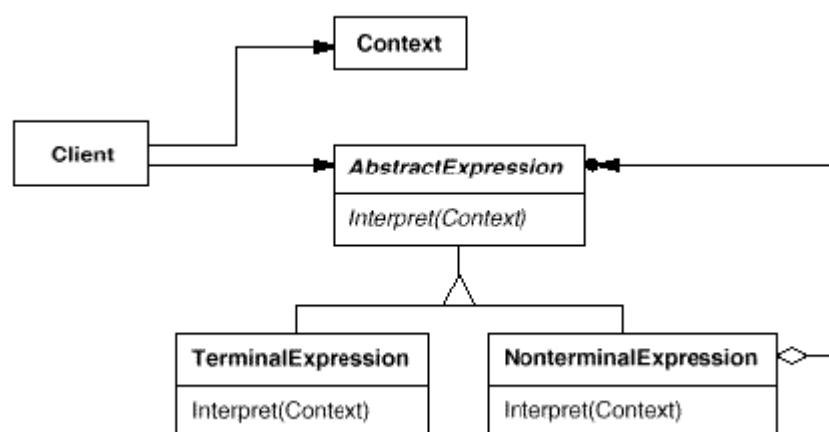 Context
Client
AbstractExpression
Interpret(Context)
TerminalExpression
Interpret(Context)
NonterminalExpression
Interpret(Context)